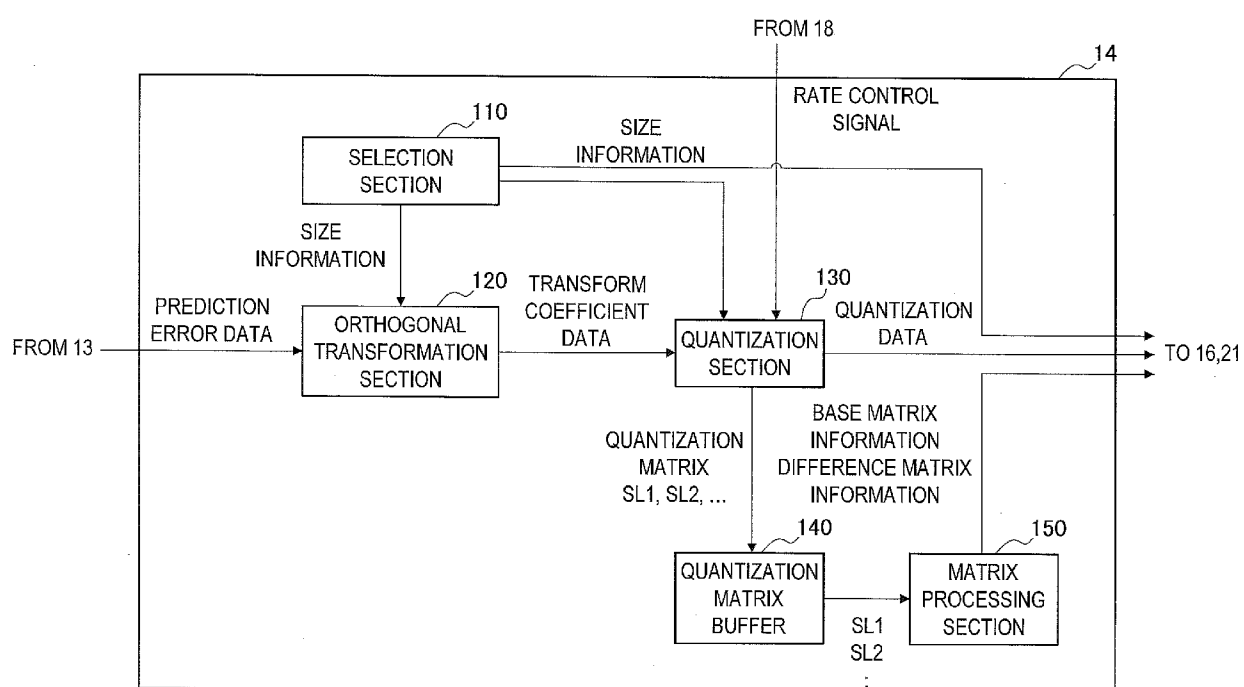 FROM 18
14
RATE CONTROL
SIGNAL
110
SELECTION
SECTION
SIZE
INFORMATION
SIZE
INFORMATION
120
130
PREDICTION
ERROR DATA
TRANSFORM
COEFFICIENT
DATA
QUANTIZATION
DATA
FROM 13
ORTHOGONAL
TRANSFORMATION
SECTION
QUANTIZATION
SECTION
TO 16,21
QUANTIZATION
MATRIX
SL1, SL2, ...
BASE MATRIX
INFORMATION
DIFFERENCE MATRIX
INFORMATION
140
150
QUANTIZATION
MATRIX
BUFFER
SL1
SL2
:
MATRIX
PROCESSING
SECTION